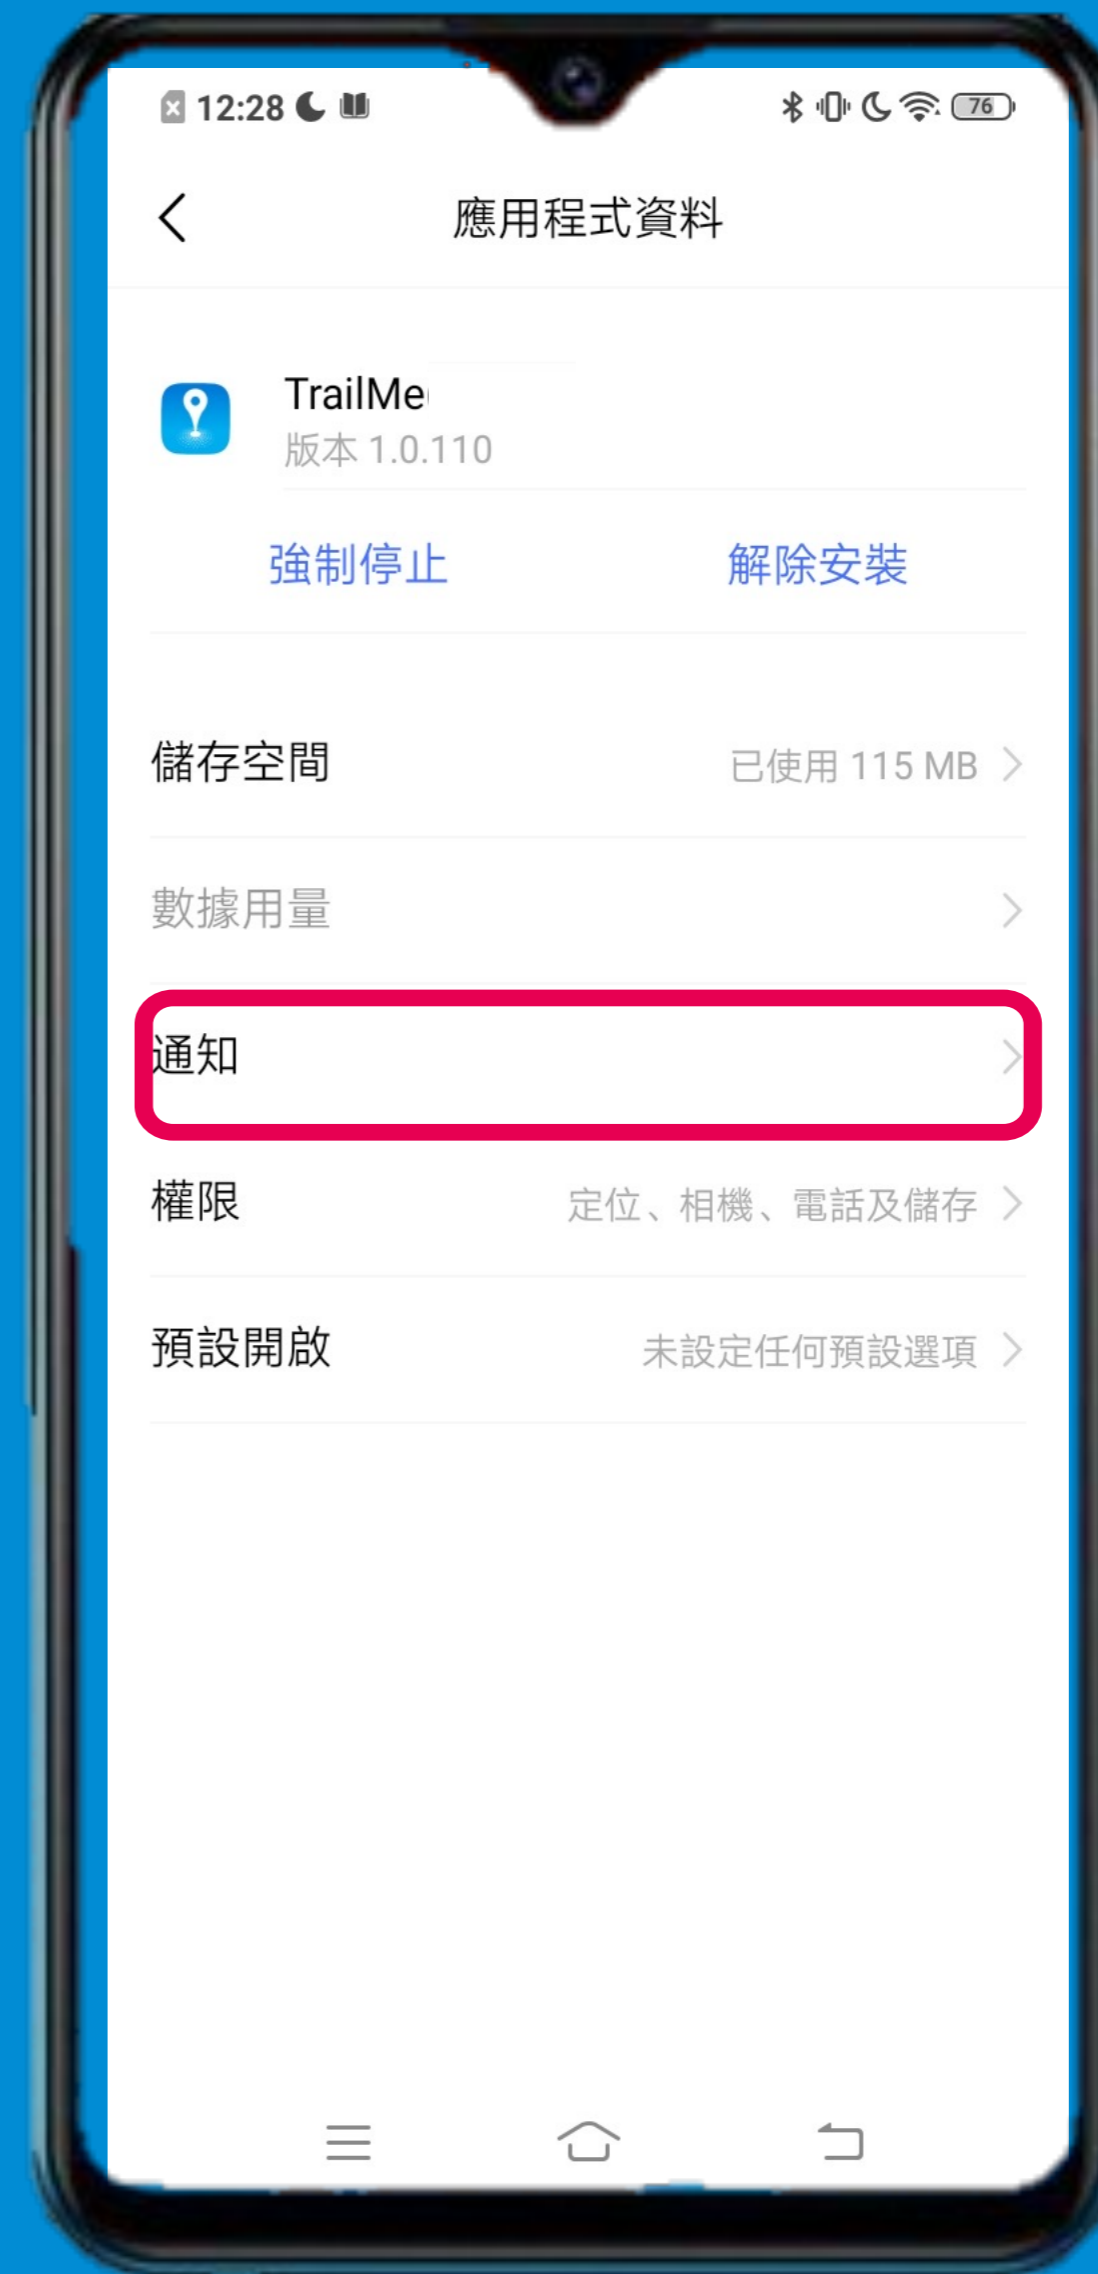 12:28
76
應用程式資料
TrailMe
版本 1.0.110
強制停止 解除安裝
儲存空間 已使用 115 MB
數據用量
通知
權限 定位、相機、電話及儲存
預設開啟 未設定任何預設選項